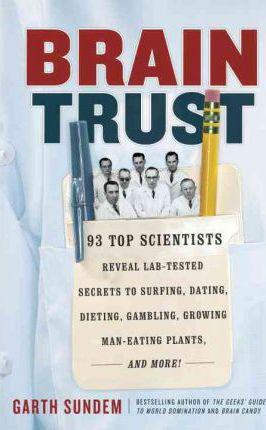 BRAIN
TRUST
93 TOP SCIENTISTS
REVEAL LAB-TESTED
SECRETS TO SURFING, DATING,
DIETING, GAMBLING, GROWING
MAN-EATING PLANTS,
AND MORE!
GARTH SUNDEM
BESTSELLING AUTHOR OF THE GEEKS' GUIDE
TO WORLD DOMINATION AND BRAIN CANDY